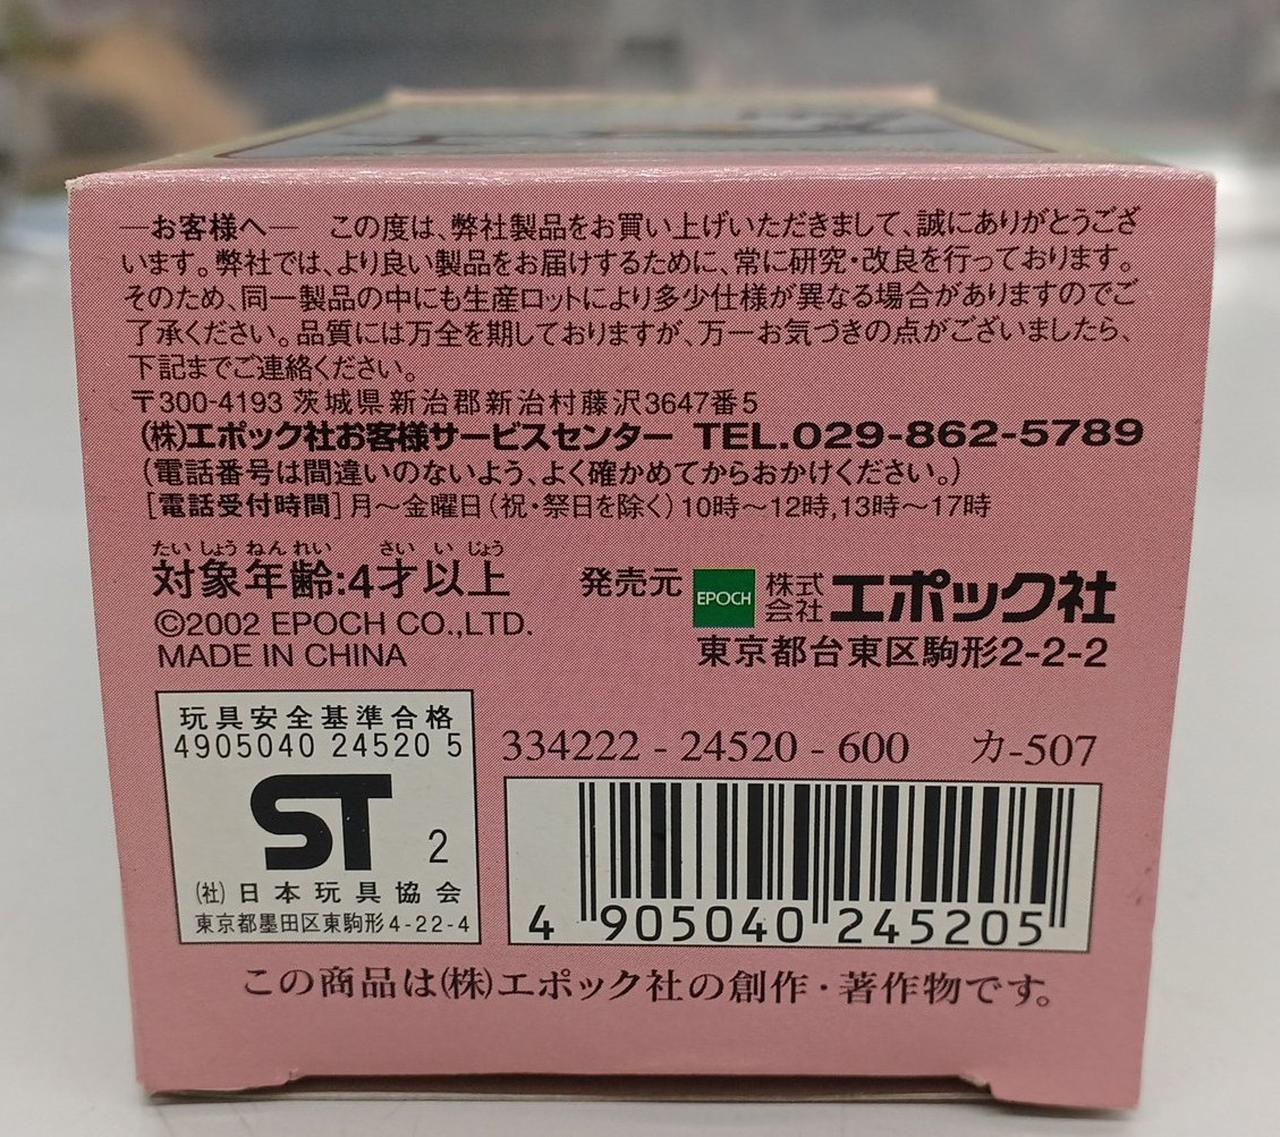 ―お客様へ― この度は、弊社製品をお買い上げいただきまして、誠にありがとうござ
います。弊社では、より良い製品をお届けするために、常に研究・改良を行っております。
そのため、同一製品の中にも生産ロットにより多少仕様が異なる場合がありますのでご
了承ください。品質には万全を期しておりますが、万一お気づきの点がございましたら、
下記までご連絡ください。
〒300-4193 茨城県新治郡新治村藤沢3647番5
(株)エポック社お客様サービスセンター TEL.029-862-5789
(電話番号は間違いのないよう、よく確かめてからおかけください。)
[電話受付時間]月〜金曜日(祝・祭日を除く)10時〜12時,13時〜17時
たいしょうねんれい さい い じょう
対象年齢:4才以上
©2002 EPOCH CO.,LTD.
MADE IN CHINA
発売元 EPOCH 株式会社 エポック社
東京都台東区駒形2-2-2
玩具安全基準合格
4905040 24520 5
ST 2
(社)日本玩具協会
東京都墨田区東駒形4-22-4
334222 - 24520 - 600 カ-507
4 905040 245205
この商品は(株)エポック社の創作・著作物です。